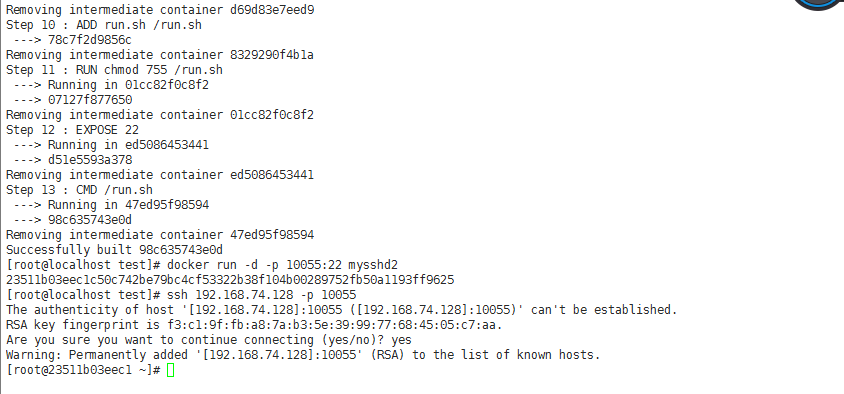 Removing intermediate container d69d83e7eed9
Step 10 : ADD run.sh /run.sh
 ---> 78c7f2d9856c
Removing intermediate container 8329290f4b1a
Step 11 : RUN chmod 755 /run.sh
 ---> Running in 01cc82f0c8f2
 ---> 07127f877650
Removing intermediate container 01cc82f0c8f2
Step 12 : EXPOSE 22
 ---> Running in ed5086453441
 ---> d51e5593a378
Removing intermediate container ed5086453441
Step 13 : CMD /run.sh
 ---> Running in 47ed95f98594
 ---> 98c635743e0d
Removing intermediate container 47ed95f98594
Successfully built 98c635743e0d
[root@localhost test]# docker run -d -p 10055:22 mysshd2
23511b03eec1c50c742be79bc4cf53322b38f104b00289752fb50a1193ff9625
[root@localhost test]# ssh 192.168.74.128 -p 10055
The authenticity of host '[192.168.74.128]:10055 ([192.168.74.128]:10055)' can't be established.
RSA key fingerprint is f3:c1:9f:fb:a8:7a:b3:5e:39:99:77:68:45:05:c7:aa.
Are you sure you want to continue connecting (yes/no)? yes
Warning: Permanently added '[192.168.74.128]:10055' (RSA) to the list of known hosts.
[root@23511b03eec1 ~]#